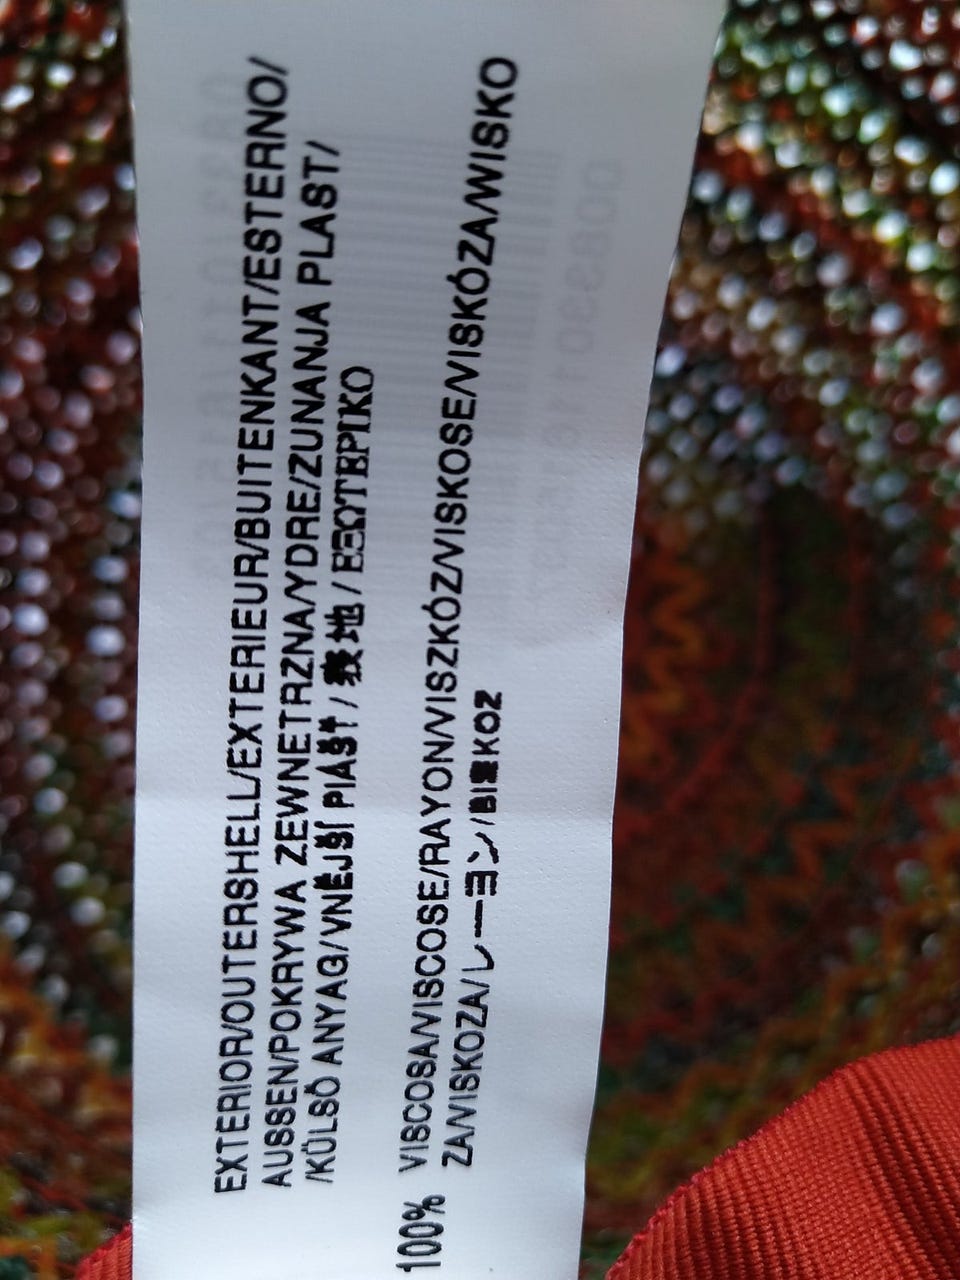 EXTERIOR/OUTERSHELL/EXTERIEUR/BUITENKANT/ESTERNO/
AUSSEN/POKRYWA ZEWNETRZNA/YDRE/ZUNANJA PLAST/
/KÜLSŐ ANYAG/VNĚJŠÍ PlÁŠŤ/表地/ΕΞΩΤΕΡΙΚΟ
100% VISCOSA/VISCOSE/RAYON/VISZKÓZ/VISKOSE/VISKÓZA/WISKO
ZA/VISKOZA/レーヨン/ΒΙΣΚΟΖ